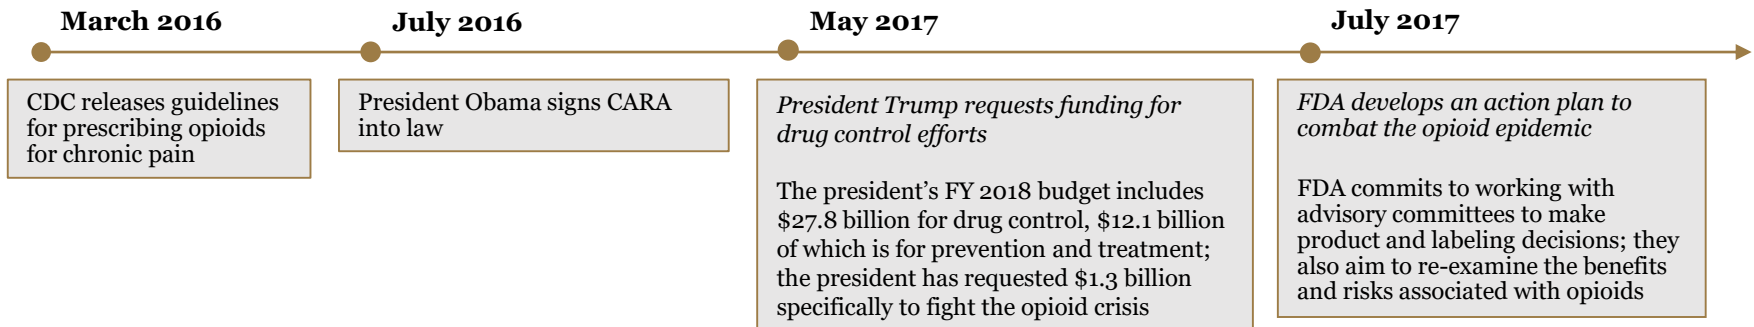 March 2016
July 2016
May 2017
July 2017
CDC releases guidelines
for prescribing opioids
for chronic pain
President Obama signs CARA
into law
President Trump requests funding for
drug control efforts
The president’s FY 2018 budget includes
$27.8 billion for drug control, $12.1 billion
of which is for prevention and treatment;
the president has requested $1.3 billion
specifically to fight the opioid crisis
FDA develops an action plan to
combat the opioid epidemic
FDA commits to working with
advisory committees to make
product and labeling decisions; they
also aim to re-examine the benefits
and risks associated with opioids